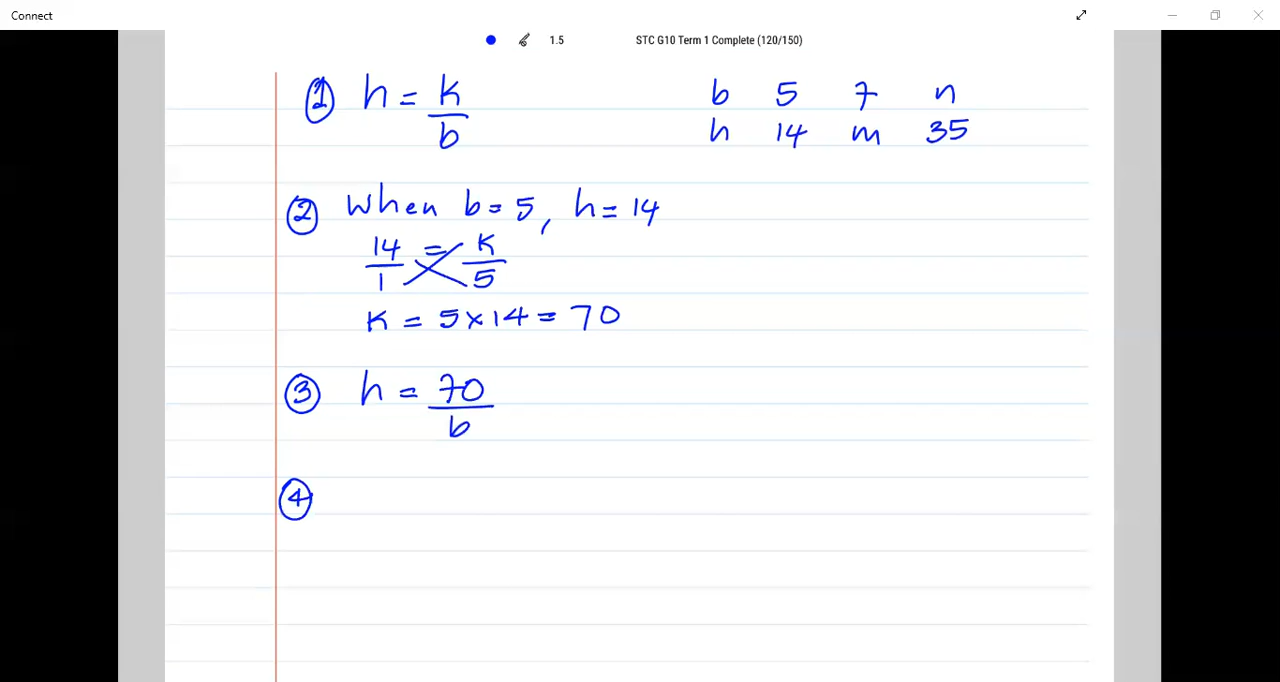 Connect
1.5 STC G10 Term 1 Complete (120/150)
① h = k/b
b 5 7 n
h 14 m 35
② When b = 5, h = 14
14/1 = k/5
k = 5 × 14 = 70
③ h = 70/b
④